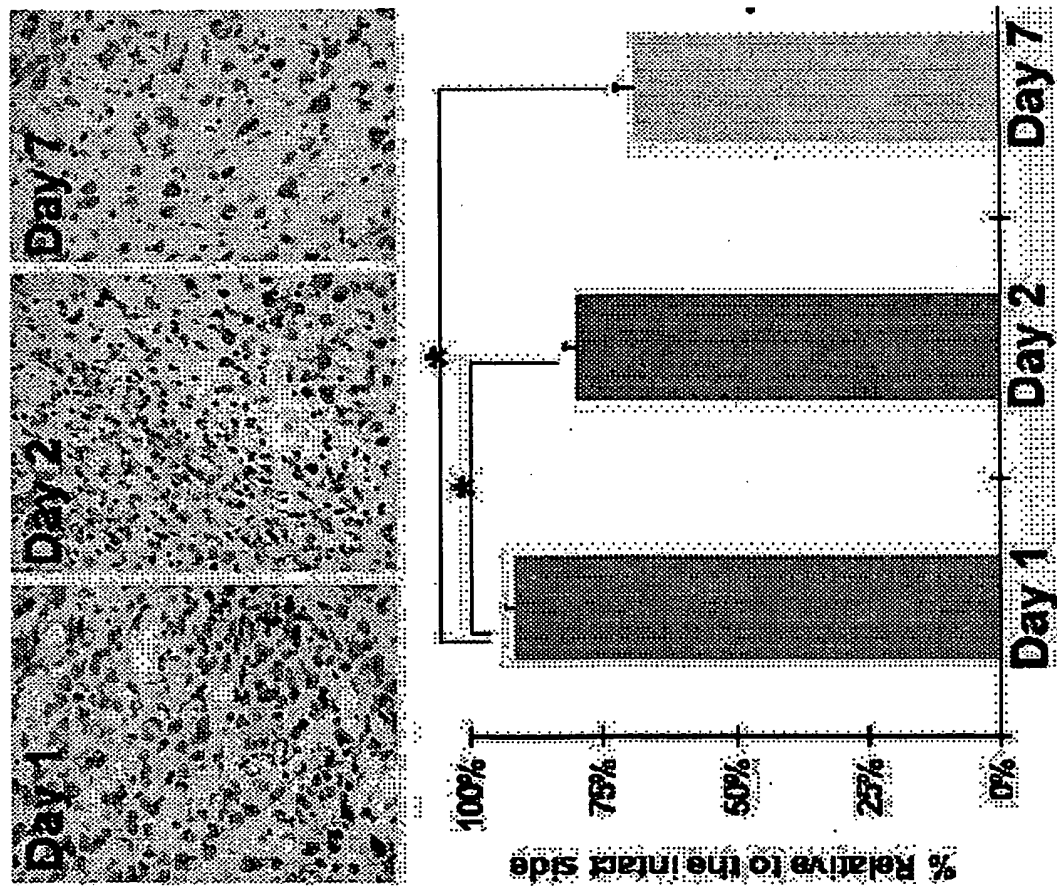 Day 1
Day 2
Day 7
% Relative to the intact side
100%
75%
50%
25%
0%
*
*
Day 1
Day 2
Day 7